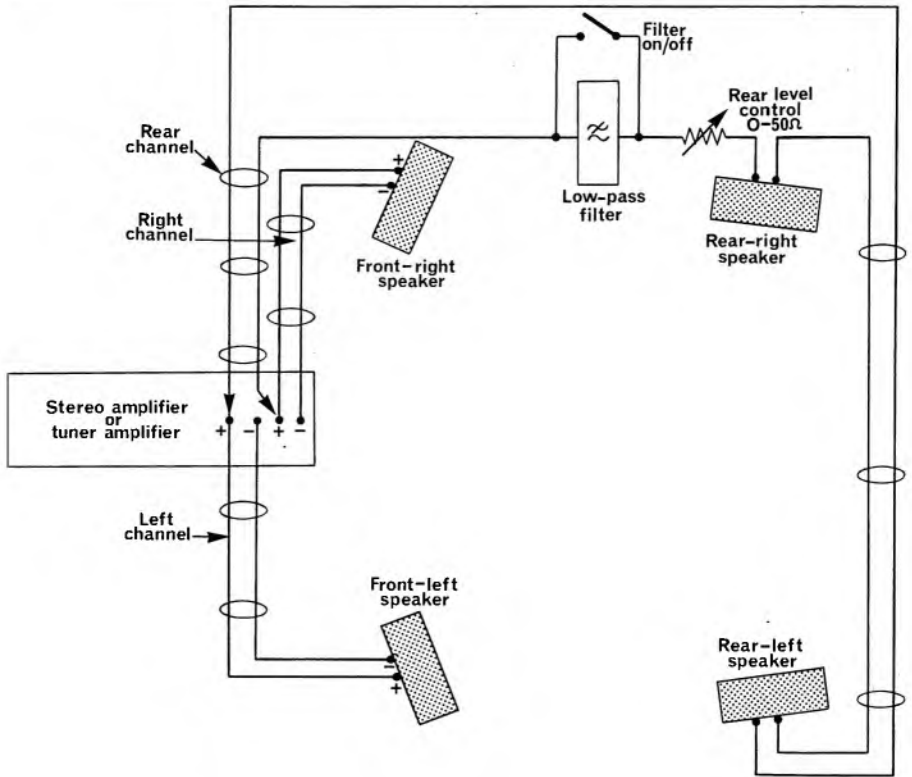 Filter
on/off
Rear level
control
0-50Ω
Rear
channel
+
-
Low-pass
filter
Right
channel
Rear-right
speaker
Front-right
speaker
Stereo amplifier
or
tuner amplifier
+
-
+
-
Left
channel
Front-left
speaker
-
+
Rear-left
speaker